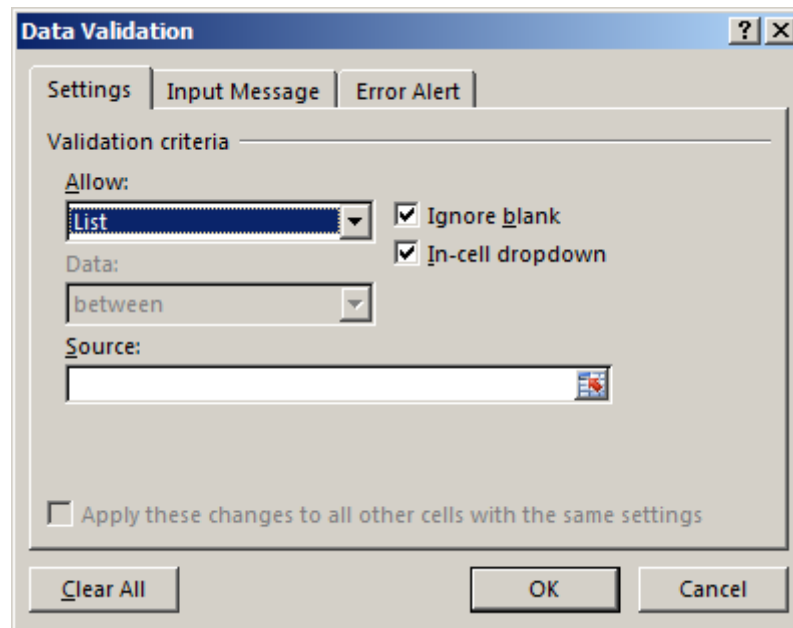 Data Validation
Settings Input Message Error Alert
Validation criteria
Allow:
List
Ignore blank
In-cell dropdown
Data:
between
Source:
Apply these changes to all other cells with the same settings
Clear All OK Cancel